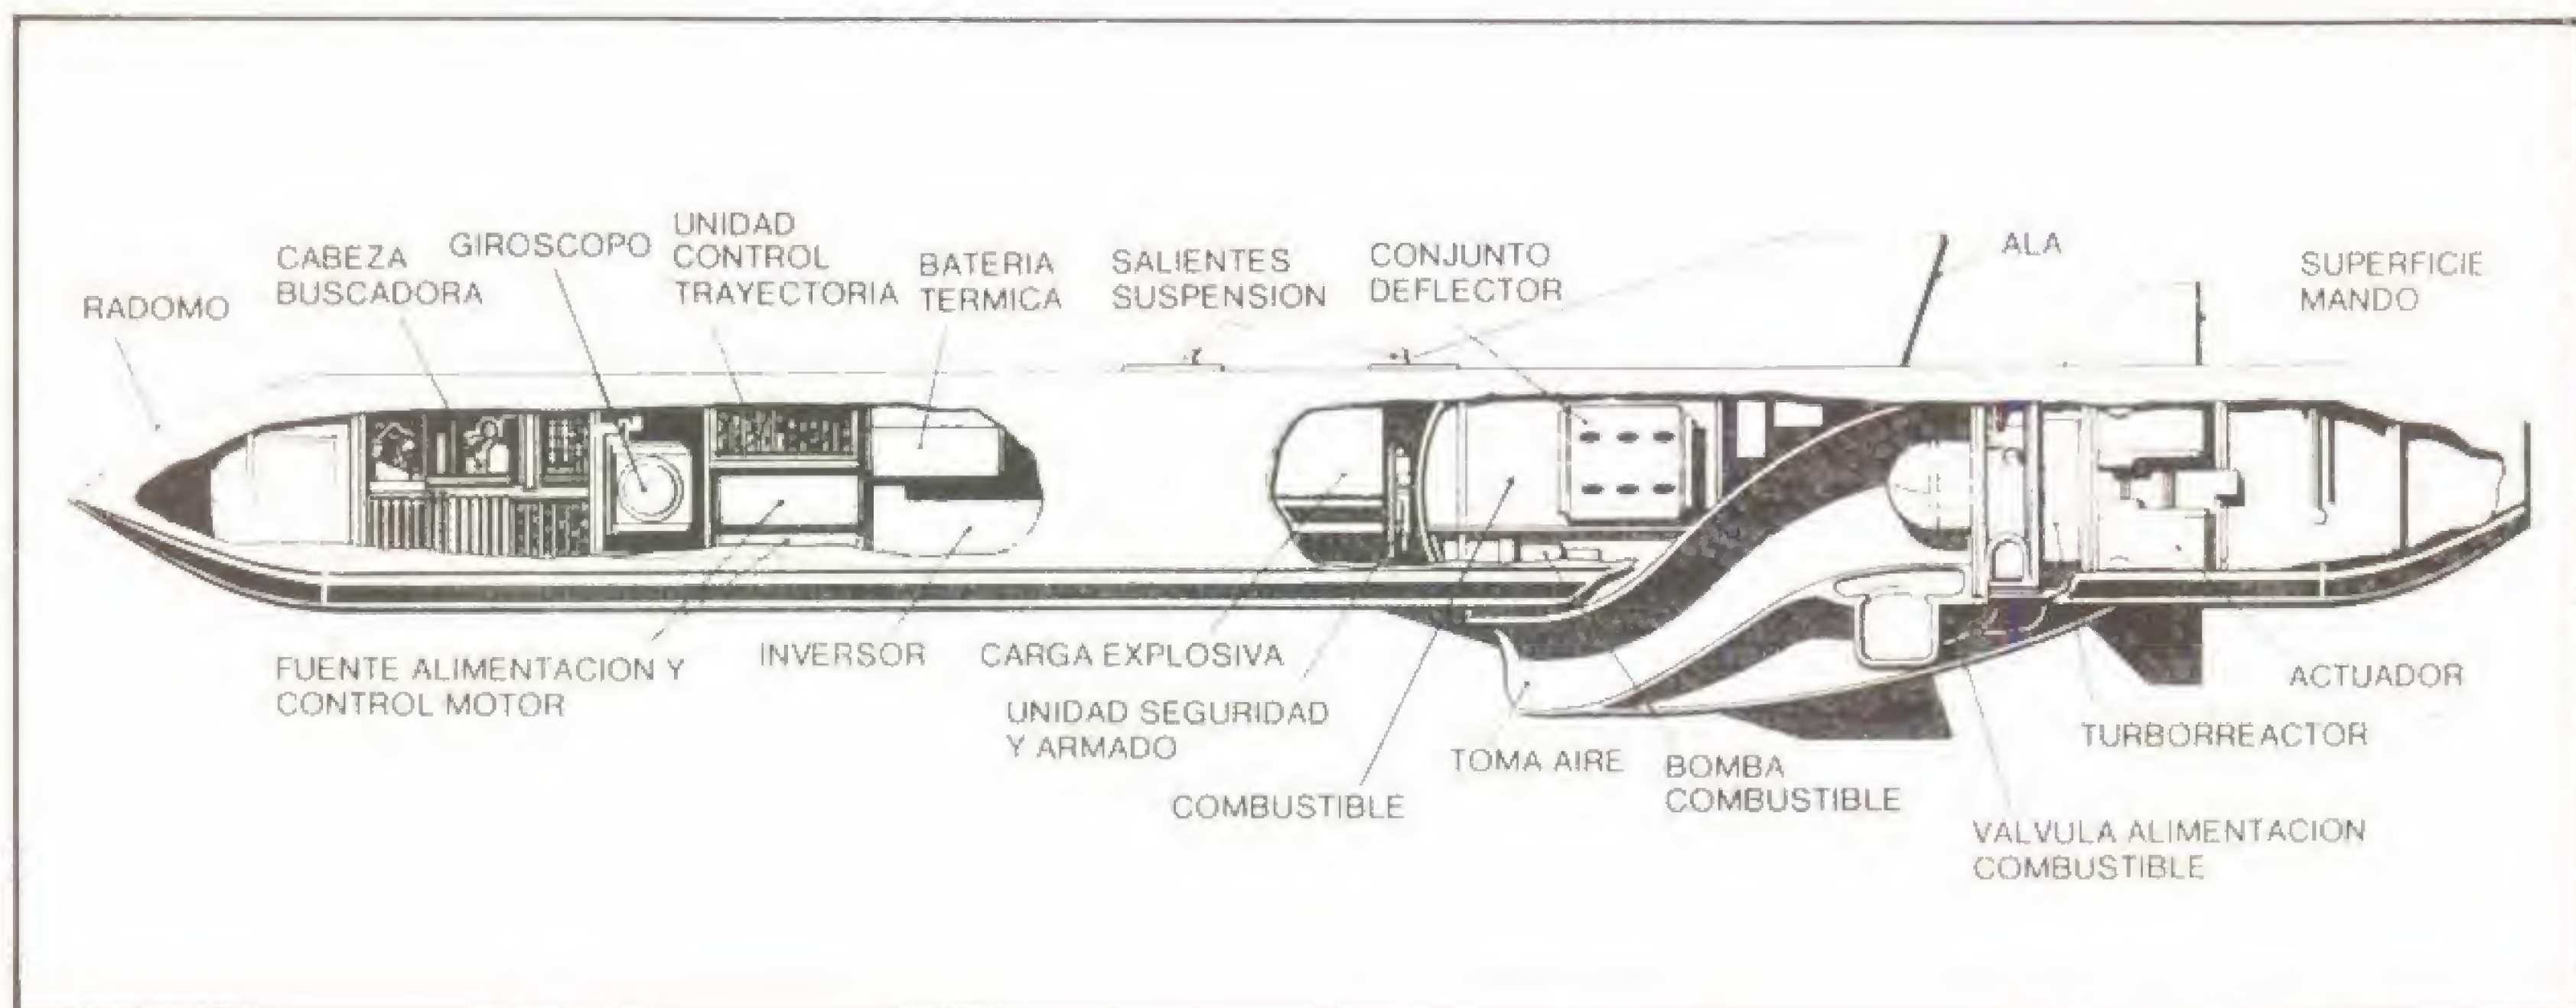 RADOMO
CABEZA
BUSCADORA
GIROSCOPO
UNIDAD
CONTROL
TRAYECTORIA
BATERIA
TERMICA
SALIENTES
SUSPENSION
CONJUNTO
DEFLECTOR
ALA
SUPERFICIE
MANDO
FUENTE ALIMENTACION Y
CONTROL MOTOR
INVERSOR
CARGA EXPLOSIVA
UNIDAD SEGURIDAD
Y ARMADO
COMBUSTIBLE
TOMA AIRE
BOMBA
COMBUSTIBLE
VALVULA ALIMENTACION
COMBUSTIBLE
TURBORREACTOR
ACTUADOR